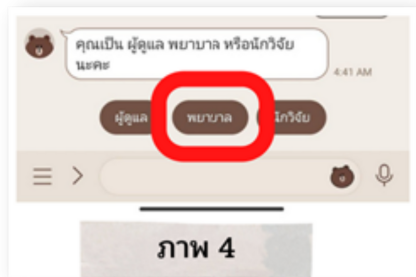 คุณเป็น ผู้ดูแล พยาบาล หรือนักวิจัย
นะคะ
4:41 AM
ผู้ดูแล พยาบาล นักวิจัย
ภาพ 4